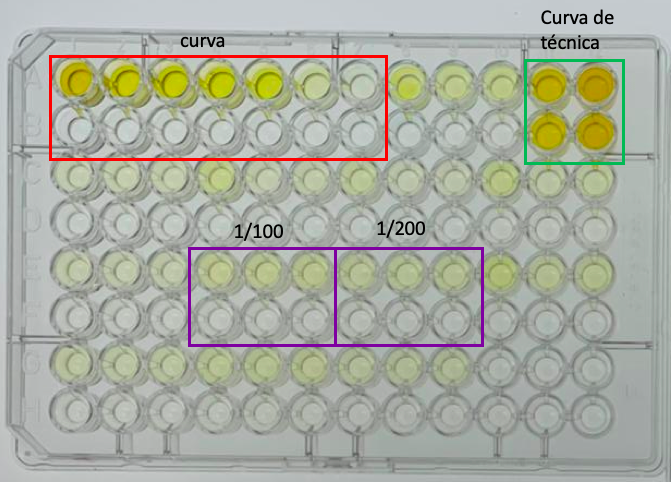 curva
Curva de
técnica
A
1/100
1/200